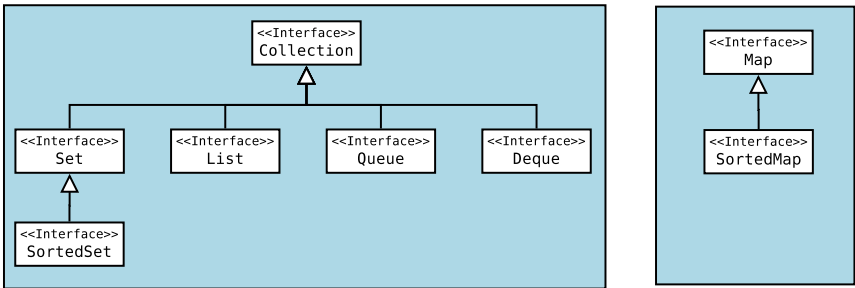 <<Interface>>
Collection
<<Interface>>
Map
<<Interface>>
Set
<<Interface>>
List
<<Interface>>
Queue
<<Interface>>
Deque
<<Interface>>
SortedMap
<<Interface>>
SortedSet